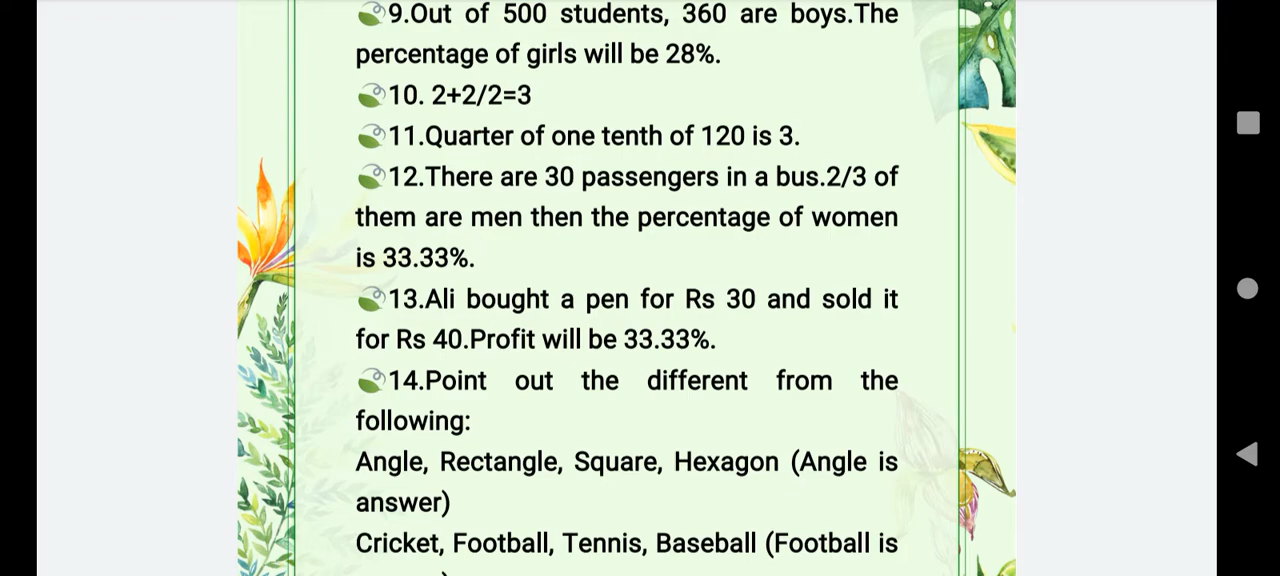 9.Out of 500 students, 360 are boys.The
percentage of girls will be 28%.
10. 2+2/2=3
11.Quarter of one tenth of 120 is 3.
12.There are 30 passengers in a bus.2/3 of
them are men then the percentage of women
is 33.33%.
13.Ali bought a pen for Rs 30 and sold it
for Rs 40.Profit will be 33.33%.
14.Point out the different from the
following:
Angle, Rectangle, Square, Hexagon (Angle is
answer)
Cricket, Football, Tennis, Baseball (Football is